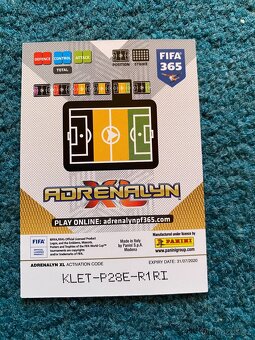 DEFENCE CONTROL ATTACK
TOTAL
POSITION STRIKE
FIFA
365
ADRENALYN
XL
PLAY ONLINE: adrenalynpf365.com
FIFA
Made in Italy
by Panini S.p.A.
Modena
Manufactured under licence by
PANINI
www.paninigroup.com
ADRENALYN XL ACTIVATION CODE
EXPIRY DATE: 31/07/2020
KLET-P28E-R1RI